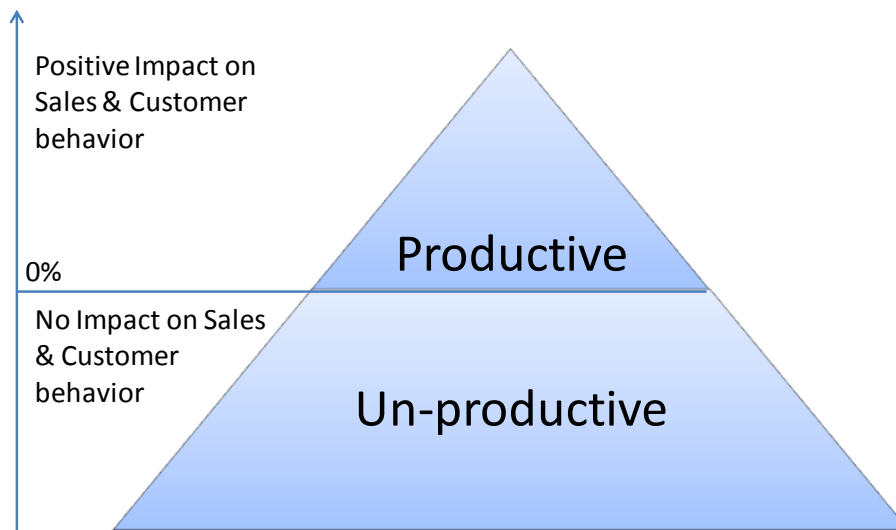 Positive Impact on
Sales & Customer
behavior
Productive
0%
No Impact on Sales
& Customer
behavior
Un-productive